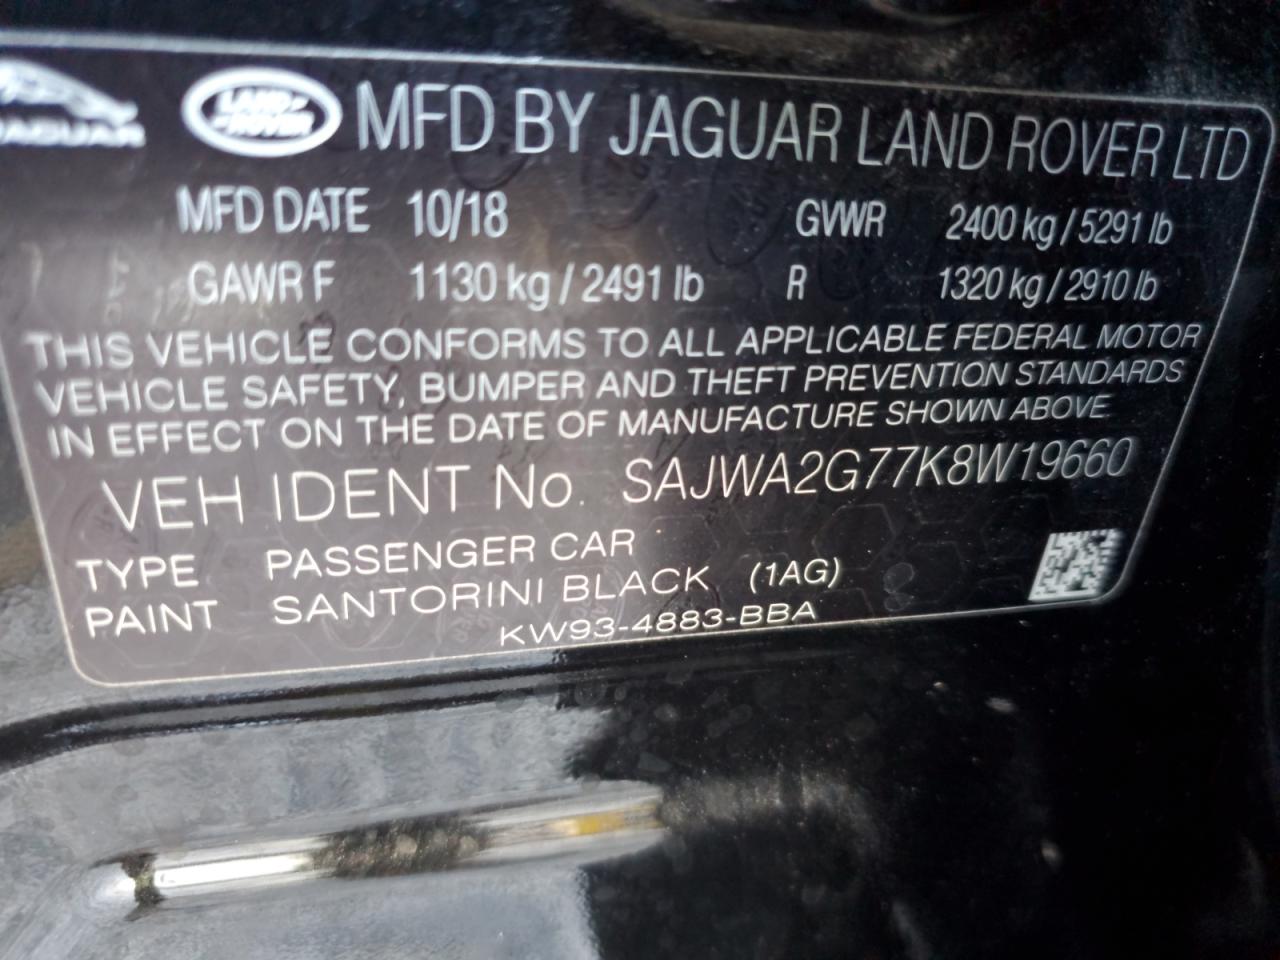 JAGUAR LAND ROVER MFD BY JAGUAR LAND ROVER LTD
MFD DATE 10/18 GVWR 2400 kg / 5291 lb
GAWR F 1130 kg / 2491 lb R 1320 kg / 2910 lb
THIS VEHICLE CONFORMS TO ALL APPLICABLE FEDERAL MOTOR
VEHICLE SAFETY, BUMPER AND THEFT PREVENTION STANDARDS
IN EFFECT ON THE DATE OF MANUFACTURE SHOWN ABOVE
VEH IDENT No. SAJWA2G77K8W19660
TYPE PASSENGER CAR
PAINT SANTORINI BLACK (1AG)
KW93-4883-BBA